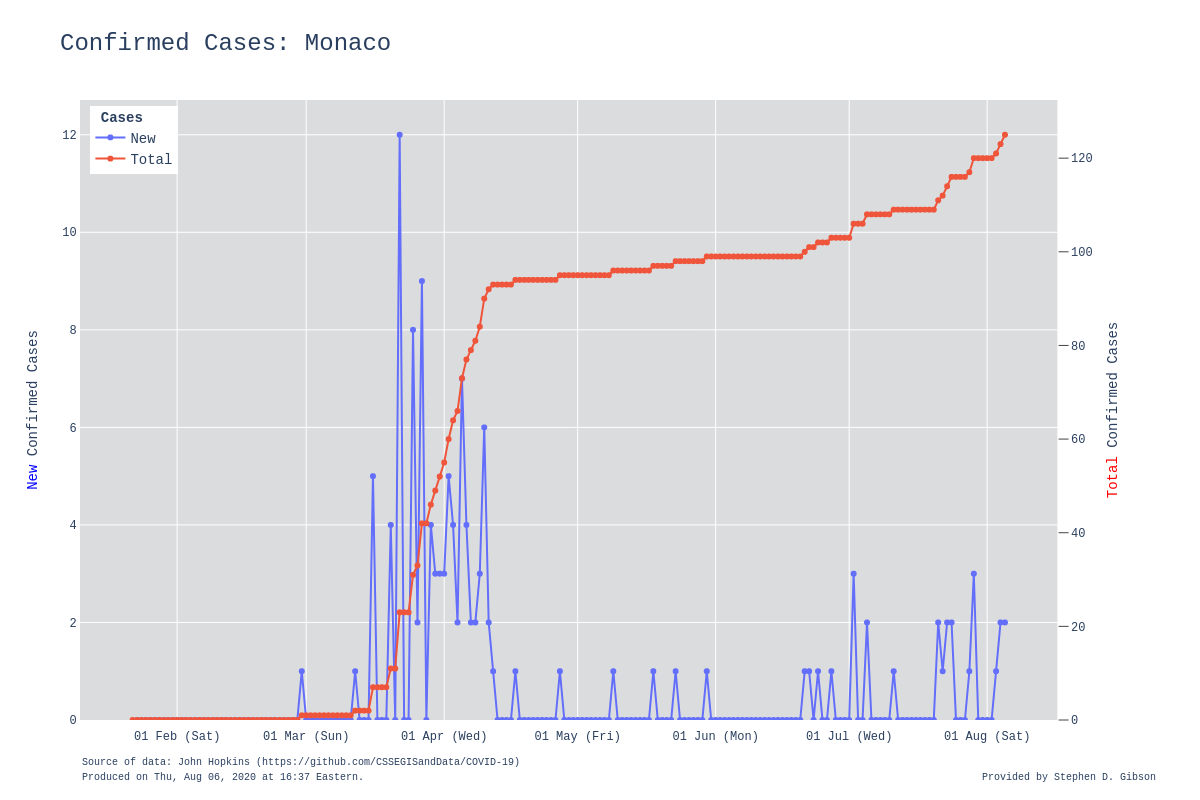 Confirmed Cases: Monaco
Cases
New
Total
12
10
8
6
4
2
0
120
100
80
60
40
20
0
New Confirmed Cases
Total Confirmed Cases
01 Feb (Sat) 01 Mar (Sun) 01 Apr (Wed) 01 May (Fri) 01 Jun (Mon) 01 Jul (Wed) 01 Aug (Sat)
Source of data: John Hopkins (https://github.com/CSSEGISandData/COVID-19)
Produced on Thu, Aug 06, 2020 at 16:37 Eastern.
Provided by Stephen D. Gibson